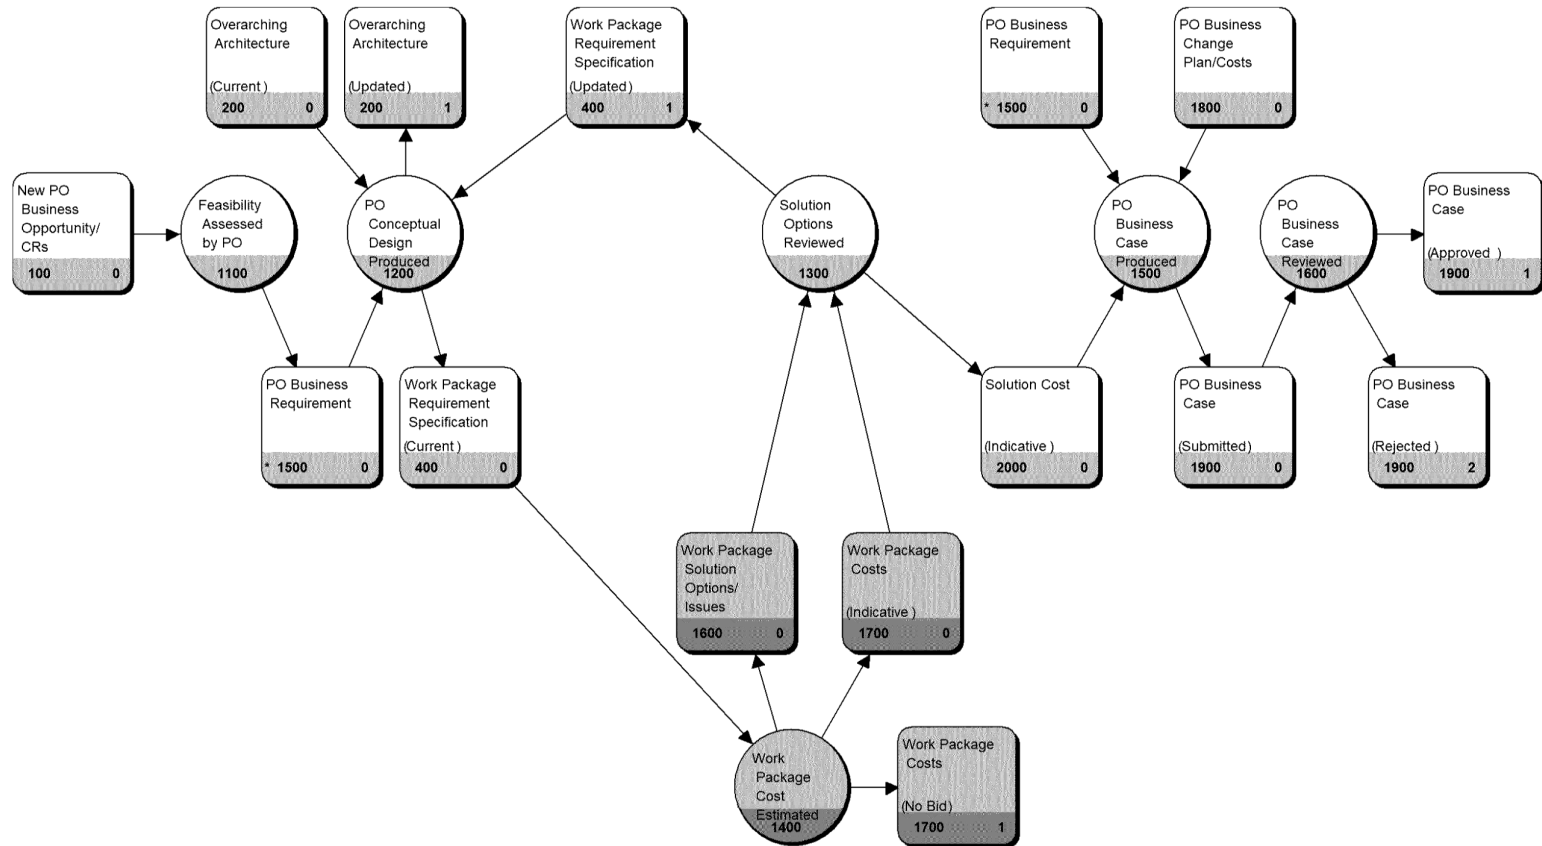 Overarching
Architecture
(Current )
200 0
Overarching
Architecture
(Updated)
200 1
Work Package
Requirement
Specification
(Updated)
400 1
PO Business
Requirement
* 1500 0
PO Business
Change
Plan/Costs
1800 0
New PO
Business
Opportunity/
CRs
100 0
Feasibility
Assessed
by PO
1100
PO
Conceptual
Design
Produced
1200
Solution
Options
Reviewed
1300
PO
Business
Case
Produced
1500
PO
Business
Case
Reviewed
1600
PO Business
Case
(Approved )
1900 1
PO Business
Requirement
* 1500 0
Work Package
Requirement
Specification
(Current )
400 0
Solution Cost
(Indicative )
2000 0
PO Business
Case
(Submitted)
1900 0
PO Business
Case
(Rejected )
1900 2
Work Package
Solution
Options/
Issues
1600 0
Work Package
Costs
(Indicative )
1700 0
Work
Package
Cost
Estimated
1400
Work Package
Costs
(No Bid)
1700 1